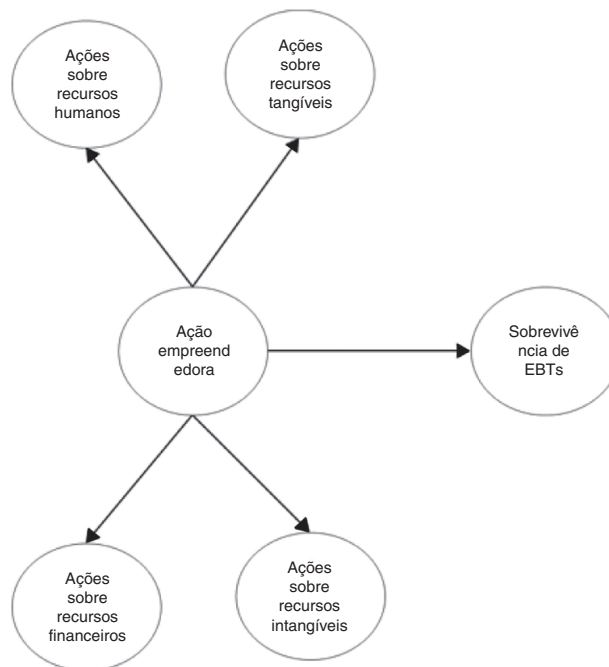 Ações
sobre
recursos
humanos
Ações
sobre
recursos
tangíveis
Ação
empreend
edora
Sobrevivê
ncia de
EBTs
Ações
sobre
recursos
financeiros
Ações
sobre
recursos
intangíveis